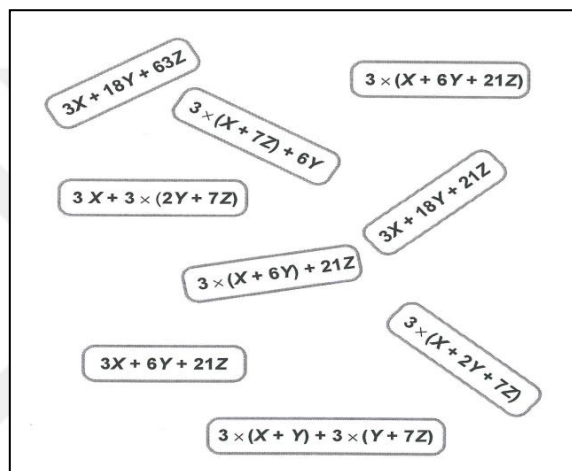 3X + 18Y + 63Z
3 × (X + 6Y + 21Z)
3 × (X + 7Z) + 6Y
3 X + 3 × (2Y + 7Z)
3X + 18Y + 21Z
3 × (X + 6Y) + 21Z
3X + 6Y + 21Z
3 × (X + 2Y + 7Z)
3 × (X + Y) + 3 × (Y + 7Z)